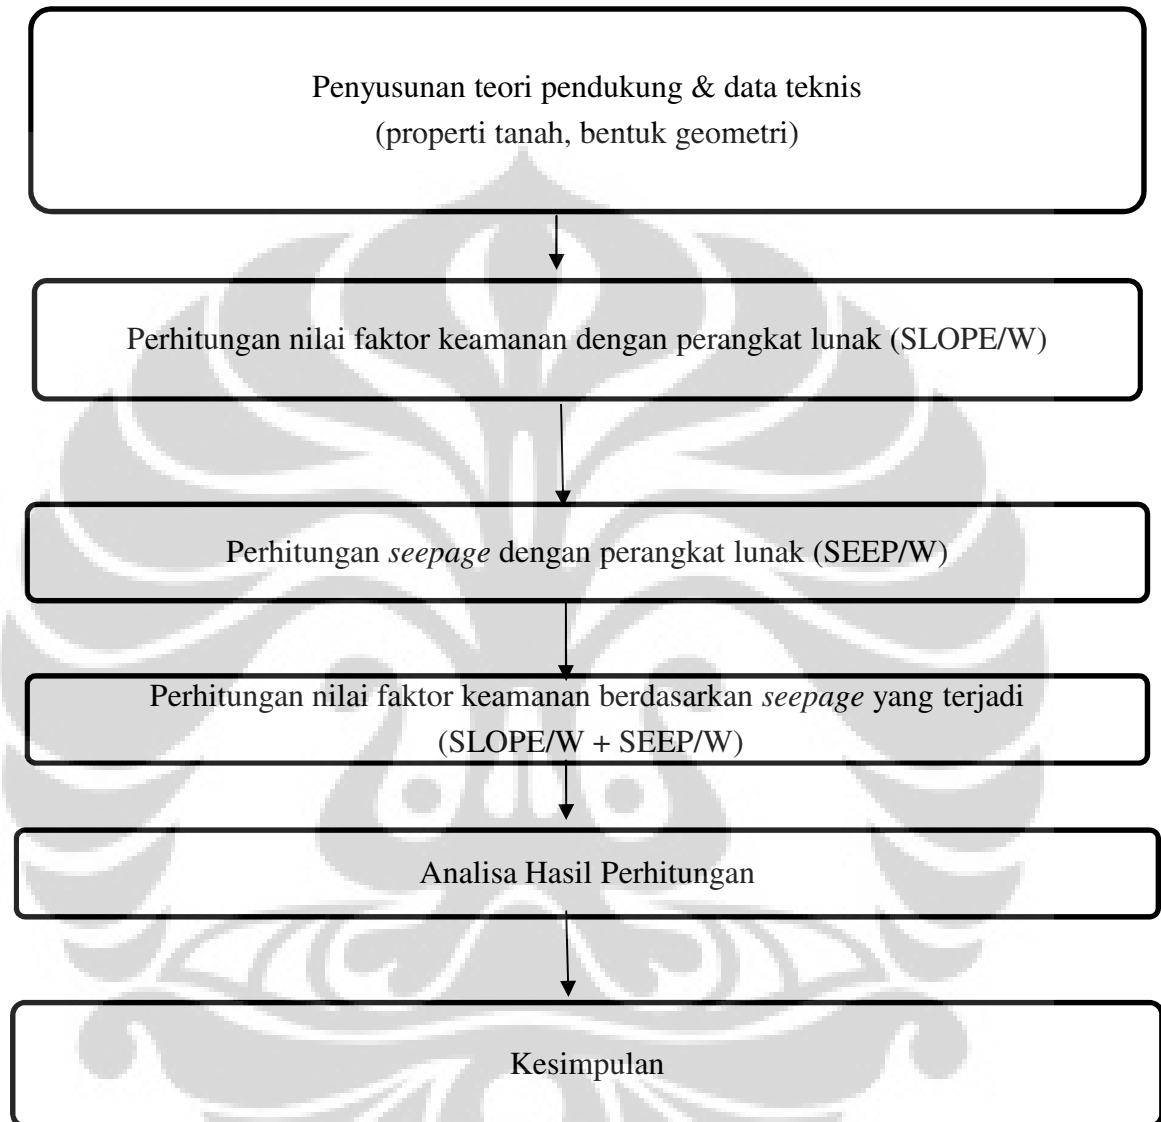 Penyusunan teori pendukung & data teknis
(properti tanah, bentuk geometri)
Perhitungan nilai faktor keamanan dengan perangkat lunak (SLOPE/W)
Perhitungan seepage dengan perangkat lunak (SEEP/W)
Perhitungan nilai faktor keamanan berdasarkan seepage yang terjadi
(SLOPE/W + SEEP/W)
Analisa Hasil Perhitungan
Kesimpulan